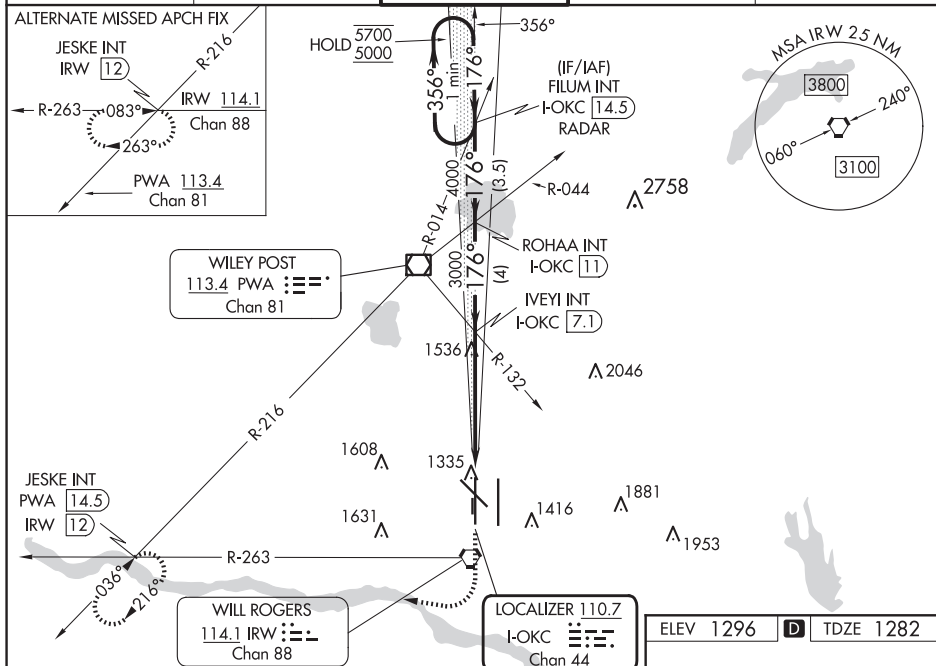 ALTERNATE MISSED APCH FIX
JESKE INT
IRW 12
R-216
R-263
083°
263°
IRW 114.1
Chan 88
PWA 113.4
Chan 81
HOLD 5700
5000
356°
356°
1 min
176°
(IF/IAF)
FILUM INT
I-OKC 14.5
RADAR
MSA IRW 25 NM
3800
240°
060°
3100
4000
176°
(3.5)
R-014
R-044
2758
ROHAA INT
I-OKC 11
WILEY POST
113.4 PWA
Chan 81
3000
176°
(4)
IVEYI INT
I-OKC 7.1
1536
R-132
2046
R-216
1608
1335
JESKE INT
PWA 14.5
IRW 12
1631
1416
1881
1953
R-263
036°
216°
WILL ROGERS
114.1 IRW
Chan 88
LOCALIZER 110.7
I-OKC
Chan 44
ELEV 1296 D TDZE 1282